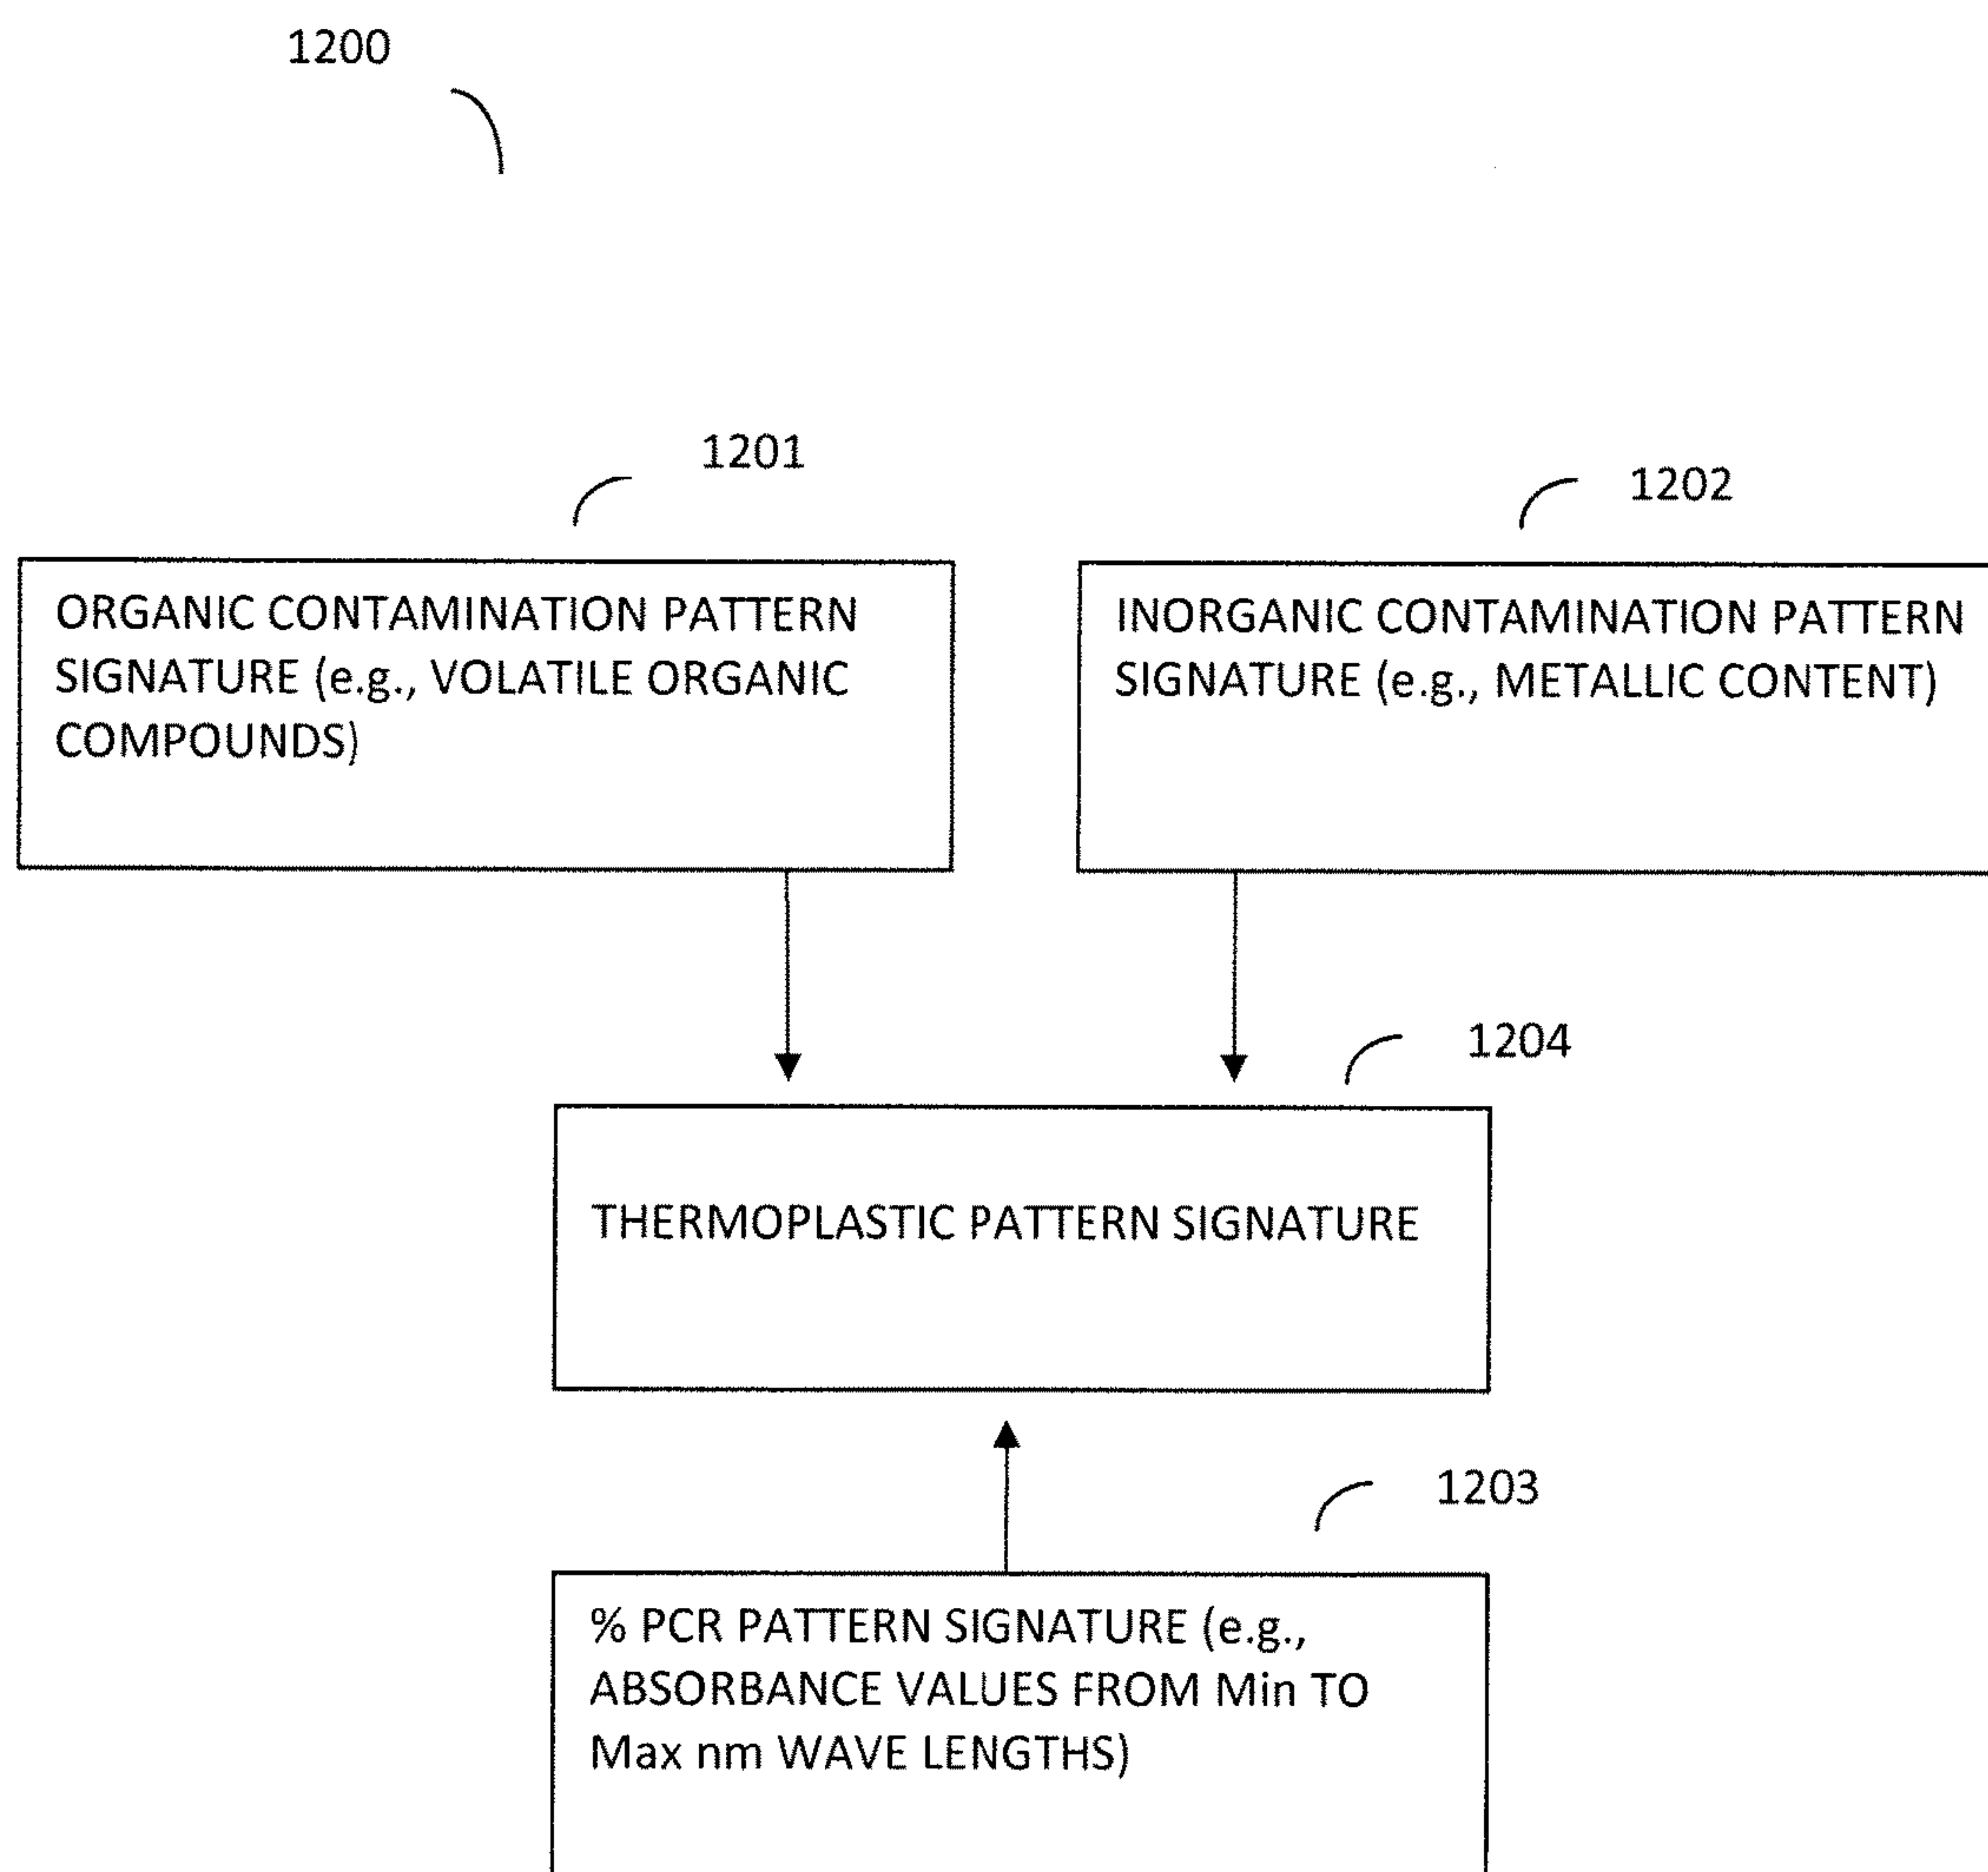 1200
1201
1202
ORGANIC CONTAMINATION PATTERN
SIGNATURE (e.g., VOLATILE ORGANIC
COMPOUNDS)
INORGANIC CONTAMINATION PATTERN
SIGNATURE (e.g., METALLIC CONTENT)
1204
THERMOPLASTIC PATTERN SIGNATURE
1203
% PCR PATTERN SIGNATURE (e.g.,
ABSORBANCE VALUES FROM Min TO
Max nm WAVE LENGTHS)